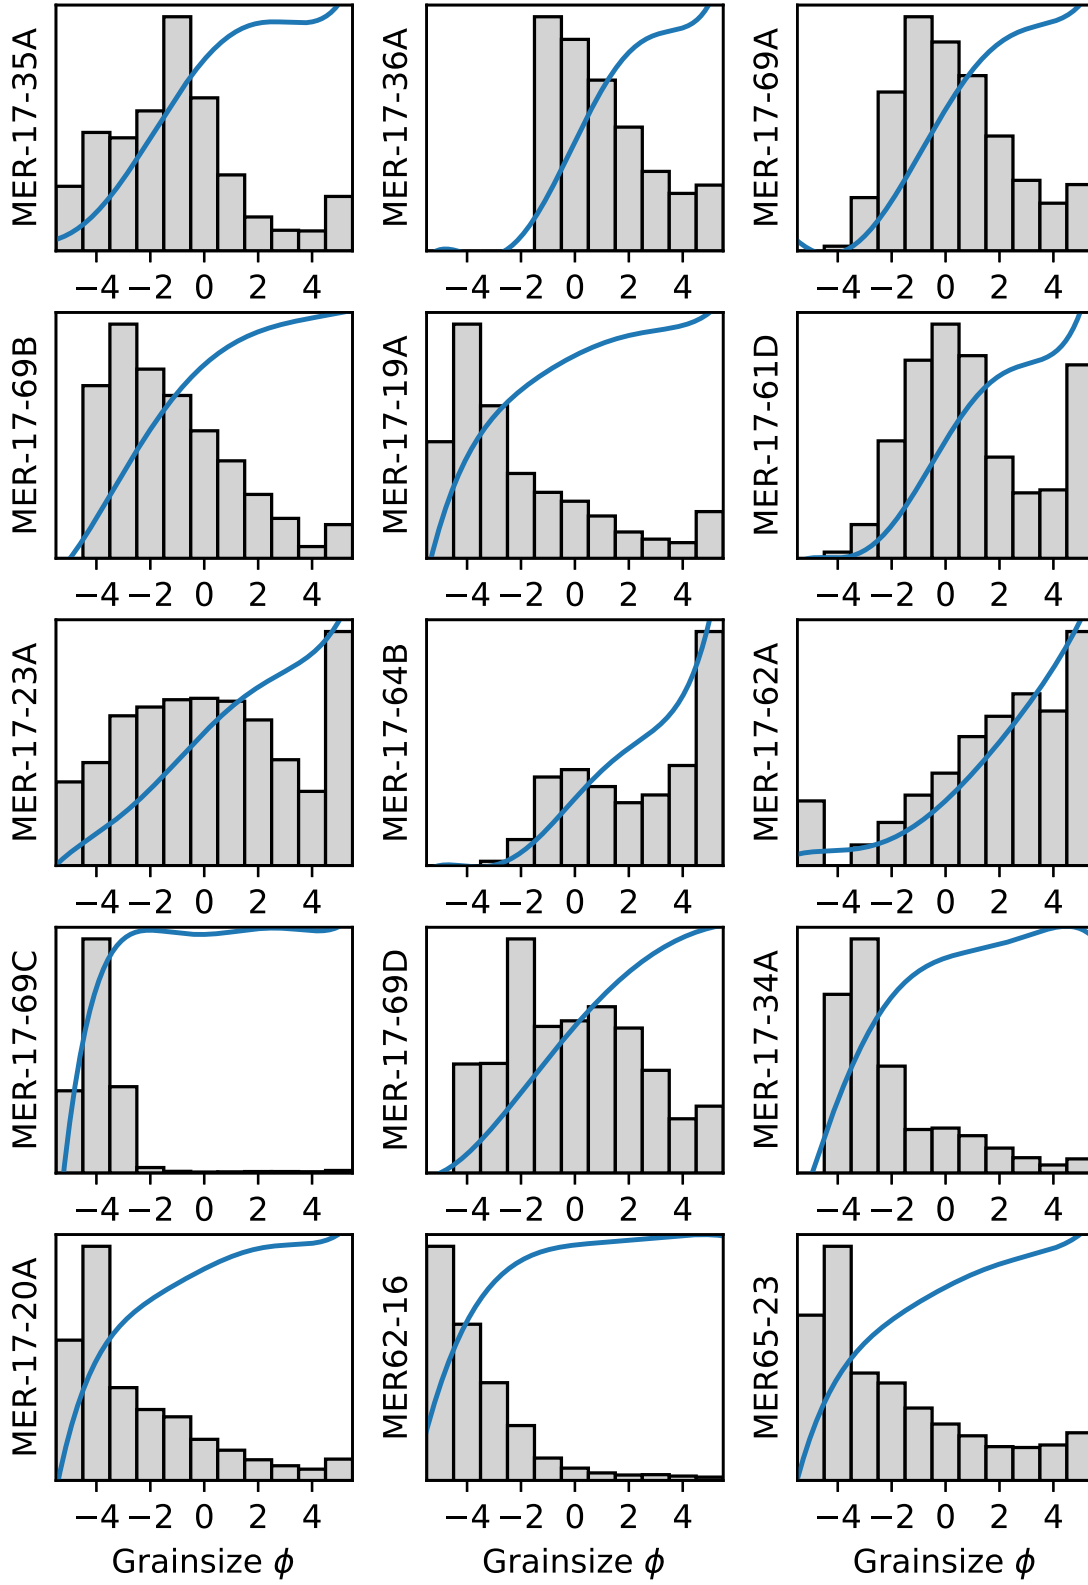 MER-17-35A
−4 −2 0 2 4
MER-17-36A
−4 −2 0 2 4
MER-17-69A
−4 −2 0 2 4
MER-17-69B
−4 −2 0 2 4
MER-17-19A
−4 −2 0 2 4
MER-17-61D
−4 −2 0 2 4
MER-17-23A
−4 −2 0 2 4
MER-17-64B
−4 −2 0 2 4
MER-17-62A
−4 −2 0 2 4
MER-17-69C
−4 −2 0 2 4
MER-17-69D
−4 −2 0 2 4
MER-17-34A
−4 −2 0 2 4
MER-17-20A
−4 −2 0 2 4
Grainsize ϕ
MER62-16
−4 −2 0 2 4
Grainsize ϕ
MER65-23
−4 −2 0 2 4
Grainsize ϕ